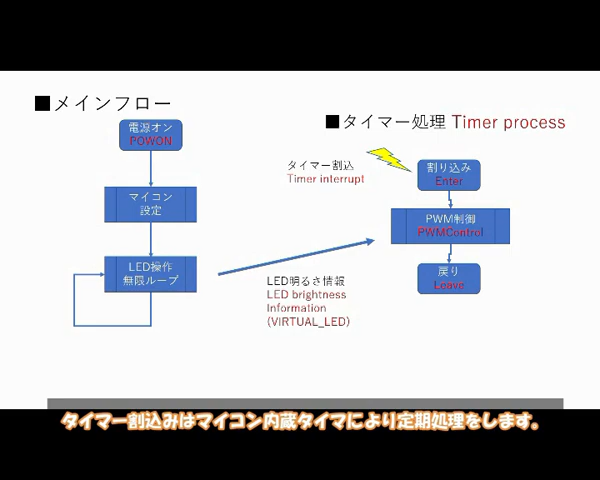 ■メインフロー
電源オン
POWON
マイコン
設定
LED操作
無限ループ
■タイマー処理 Timer process
タイマー割込
Timer interrupt
割り込み
Enter
PWM制御
PWMControl
戻り
Leave
LED明るさ情報
LED brightness
Information
(VIRTUAL_LED)
タイマー割込みはマイコン内蔵タイマにより定期処理をします。